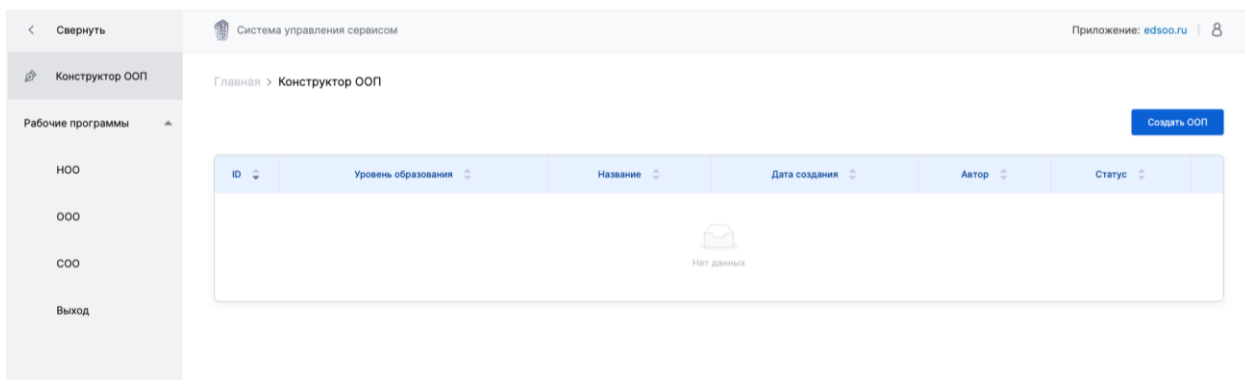 Свернуть
Система управления сервисом
Приложение: edsoo.ru
Конструктор ООП
Главная > Конструктор ООП
Рабочие программы
Создать ООП
НОО
ID Уровень образования Название Дата создания Автор Статус
ООО
Нет данных
СОО
Выход